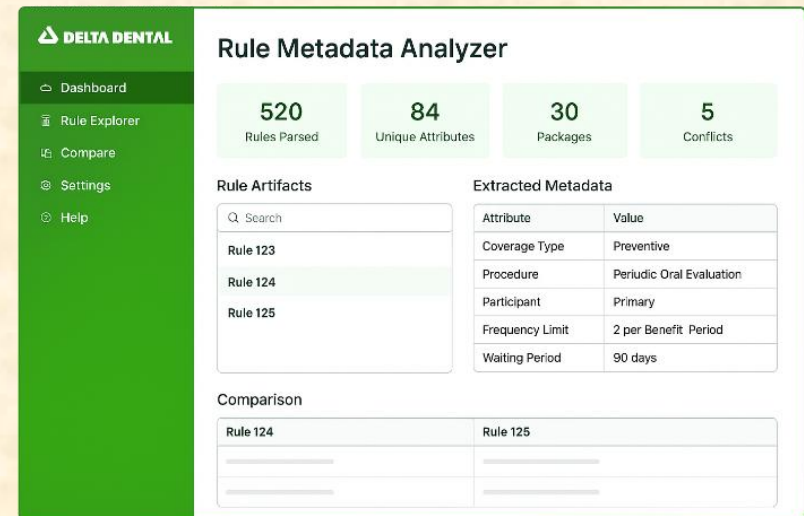 DELTA DENTAL
Dashboard
Rule Explorer
Compare
Settings
Help
Rule Metadata Analyzer
520
Rules Parsed
84
Unique Attributes
30
Packages
5
Conflicts
Rule Artifacts
Search
Rule 123
Rule 124
Rule 125
Extracted Metadata
Attribute Value
Coverage Type Preventive
Procedure Periudic Oral Evaluation
Participant Primary
Frequency Limit 2 per Benefit Period
Waiting Period 90 days
Comparison
Rule 124 Rule 125